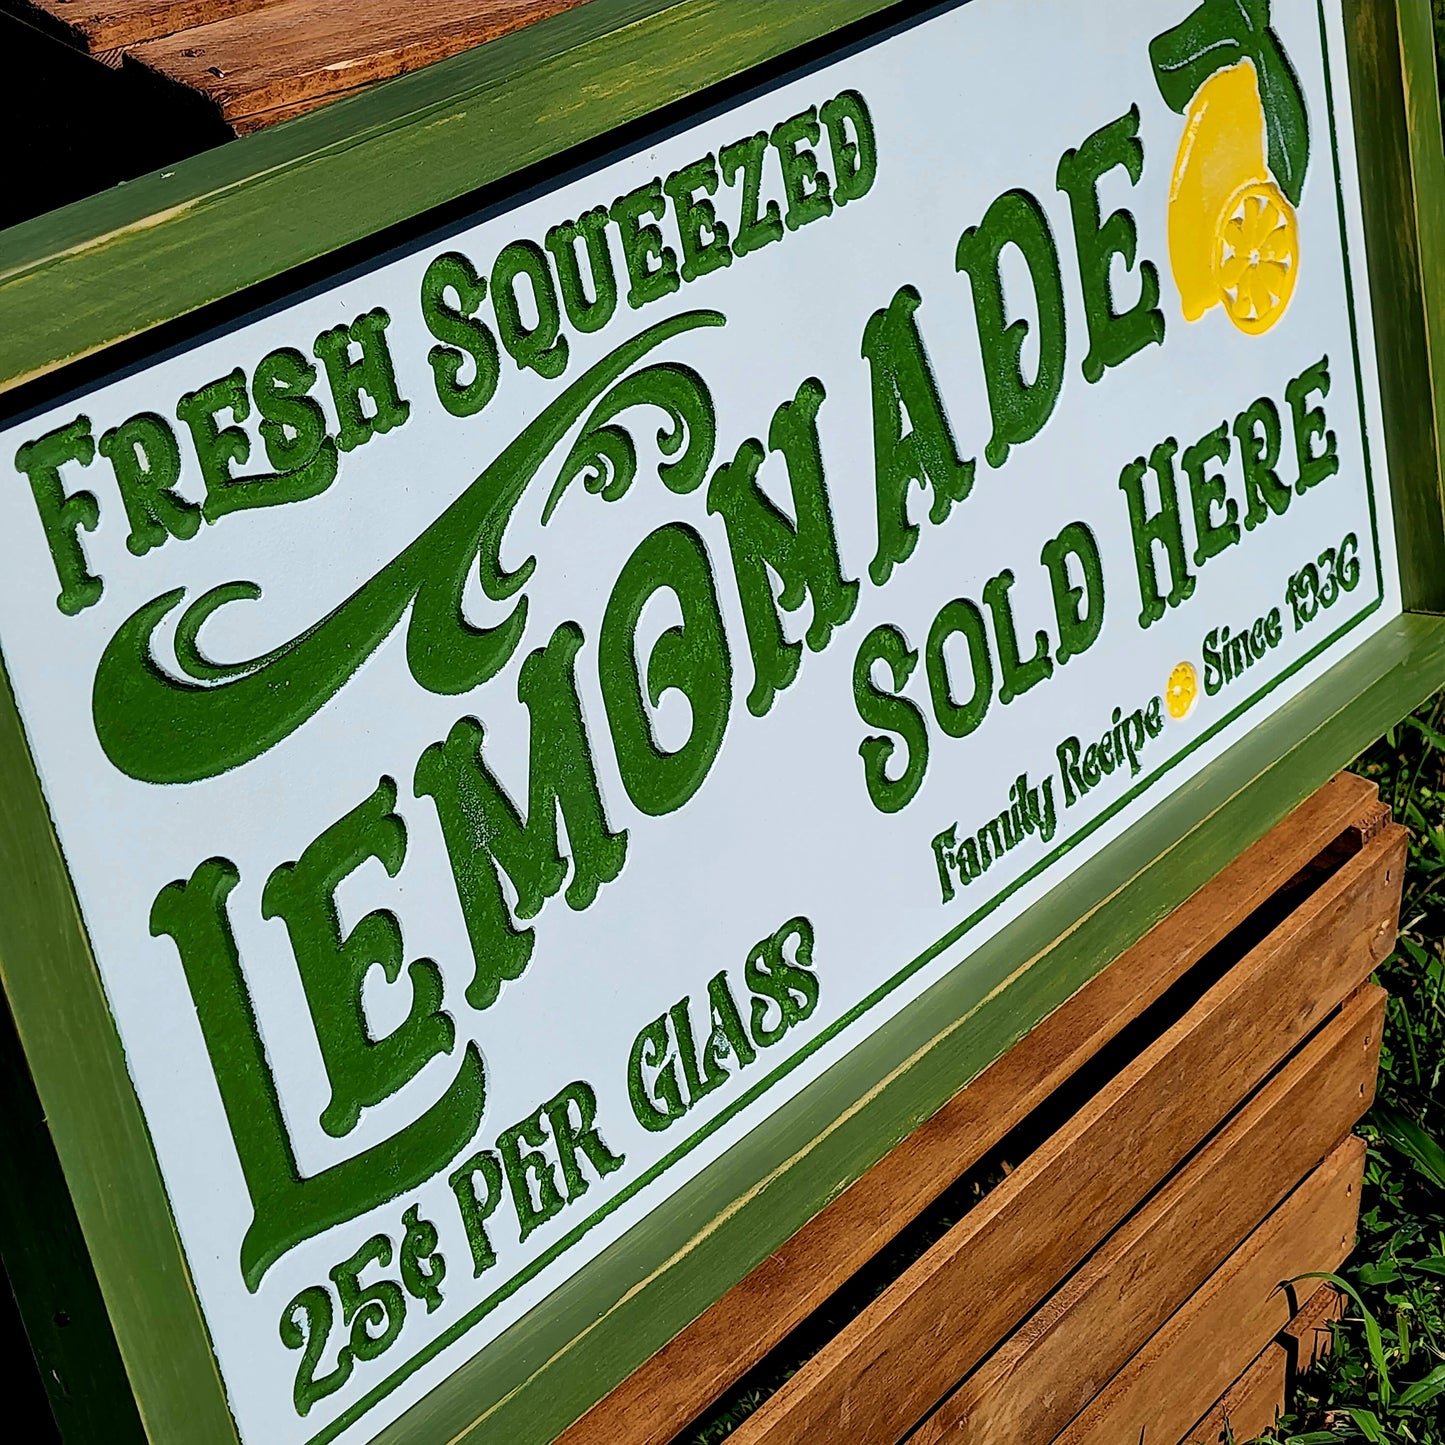 Fresh Squeezed
Lemonade
Sold Here
25¢ PER GLASS
Family Recipe Since 1936